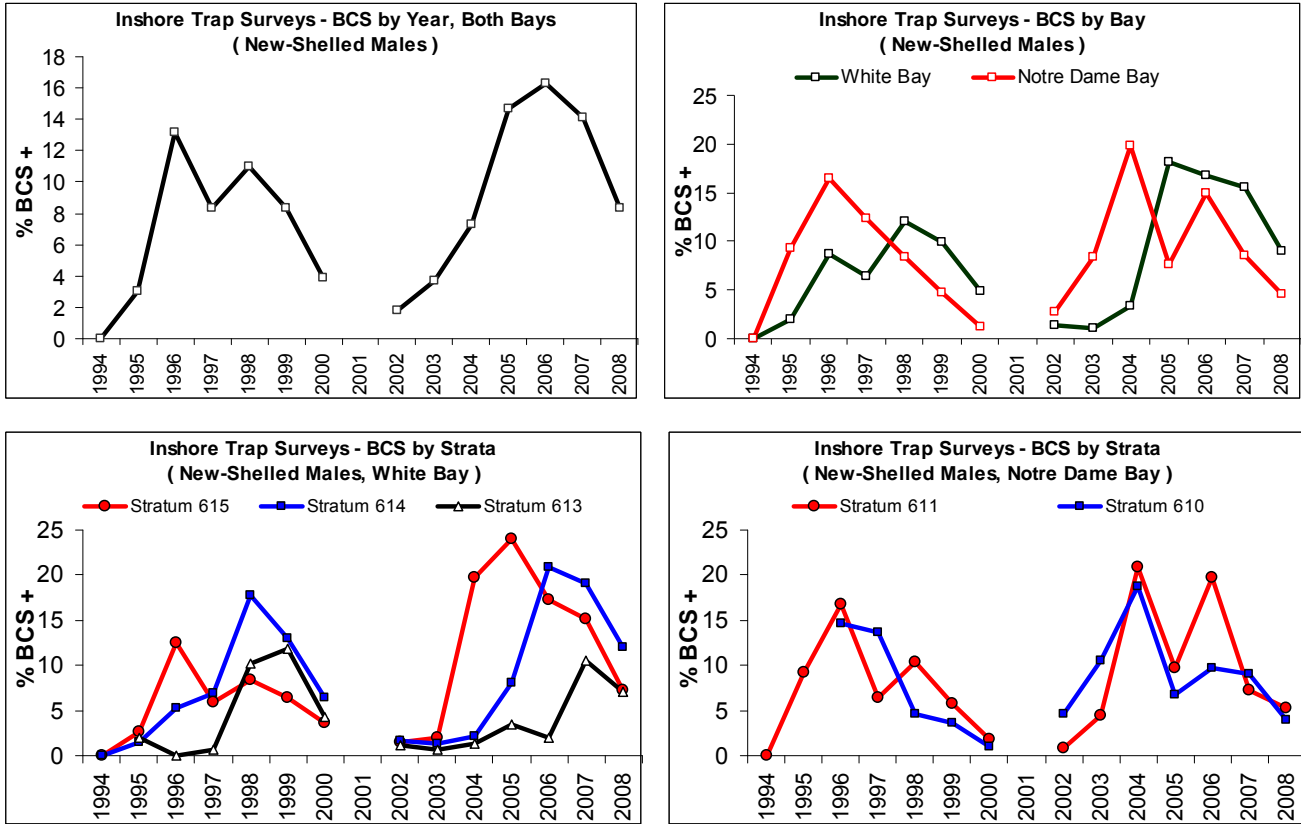 Inshore Trap Surveys - BCS by Year, Both Bays
( New-Shelled Males )
% BCS +
18
16
14
12
10
8
6
4
2
0
1994 1995 1996 1997 1998 1999 2000 2001 2002 2003 2004 2005 2006 2007 2008
Inshore Trap Surveys - BCS by Bay
(New-Shelled Males )
White Bay Notre Dame Bay
% BCS +
25
20
15
10
5
0
1994 1995 1996 1997 1998 1999 2000 2001 2002 2003 2004 2005 2006 2007 2008
Inshore Trap Surveys - BCS by Strata
( New-Shelled Males, White Bay )
Stratum 615 Stratum 614 Stratum 613
% BCS +
25
20
15
10
5
0
1994 1995 1996 1997 1998 1999 2000 2001 2002 2003 2004 2005 2006 2007 2008
Inshore Trap Surveys - BCS by Strata
(New-Shelled Males, Notre Dame Bay )
Stratum 611 Stratum 610
% BCS +
25
20
15
10
5
0
1994 1995 1996 1997 1998 1999 2000 2001 2002 2003 2004 2005 2006 2007 2008